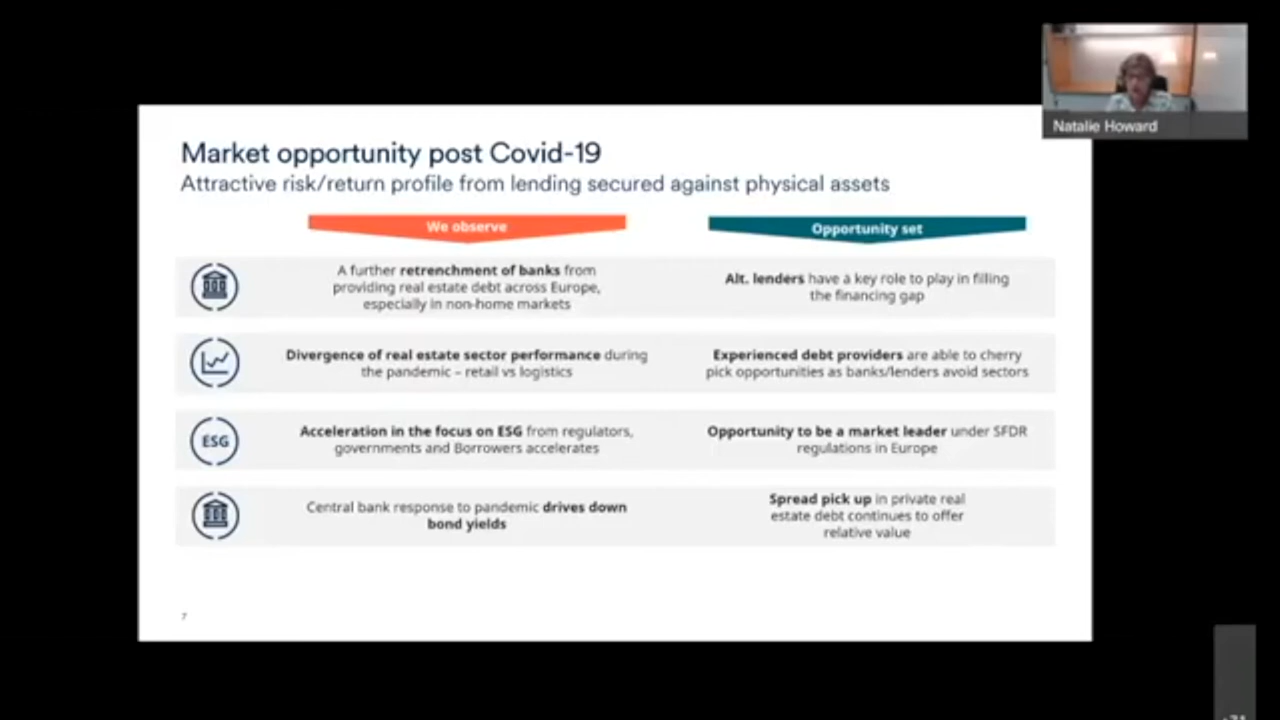 Natalie Howard
Market opportunity post Covid-19
Attractive risk/return profile from lending secured against physical assets
We observe
Opportunity set
A further retrenchment of banks from
providing real estate debt across Europe,
especially in non-home markets
Alt. lenders have a key role to play in filling
the financing gap
Divergence of real estate sector performance during
the pandemic – retail vs logistics
Experienced debt providers are able to cherry
pick opportunities as banks/lenders avoid sectors
ESG
Acceleration in the focus on ESG from regulators,
governments and Borrowers accelerates
Opportunity to be a market leader under SFDR
regulations in Europe
Central bank response to pandemic drives down
bond yields
Spread pick up in private real
estate debt continues to offer
relative value
7